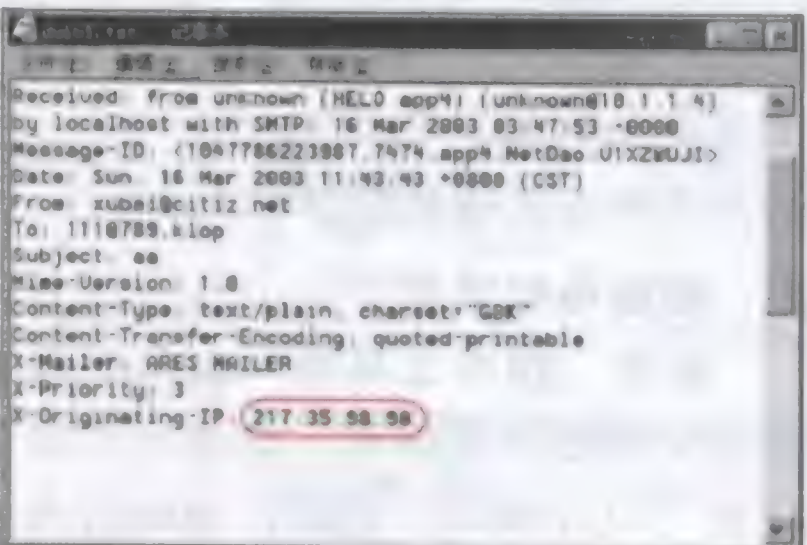 Received: from unknown (HELO app4) (unknown@10.1.1.4)
by localhost with SMTP; 16 Mar 2003 03:47:53 -0000
Message-ID: <1047786223987.7474.app4.NetDao.
Date: Sun, 16 Mar 2003 11:43:43 +0800 (CST)
From: xubai@citiz.net
To: 1110789.klop
Subject: aa
Mime-Version: 1.0
Content-Type: text/plain; charset="GBK"
Content-Transfer-Encoding: quoted-printable
X-Mailer: ARES MAILER
X-Priority: 3
X-Originating-IP: 217.35.98.98